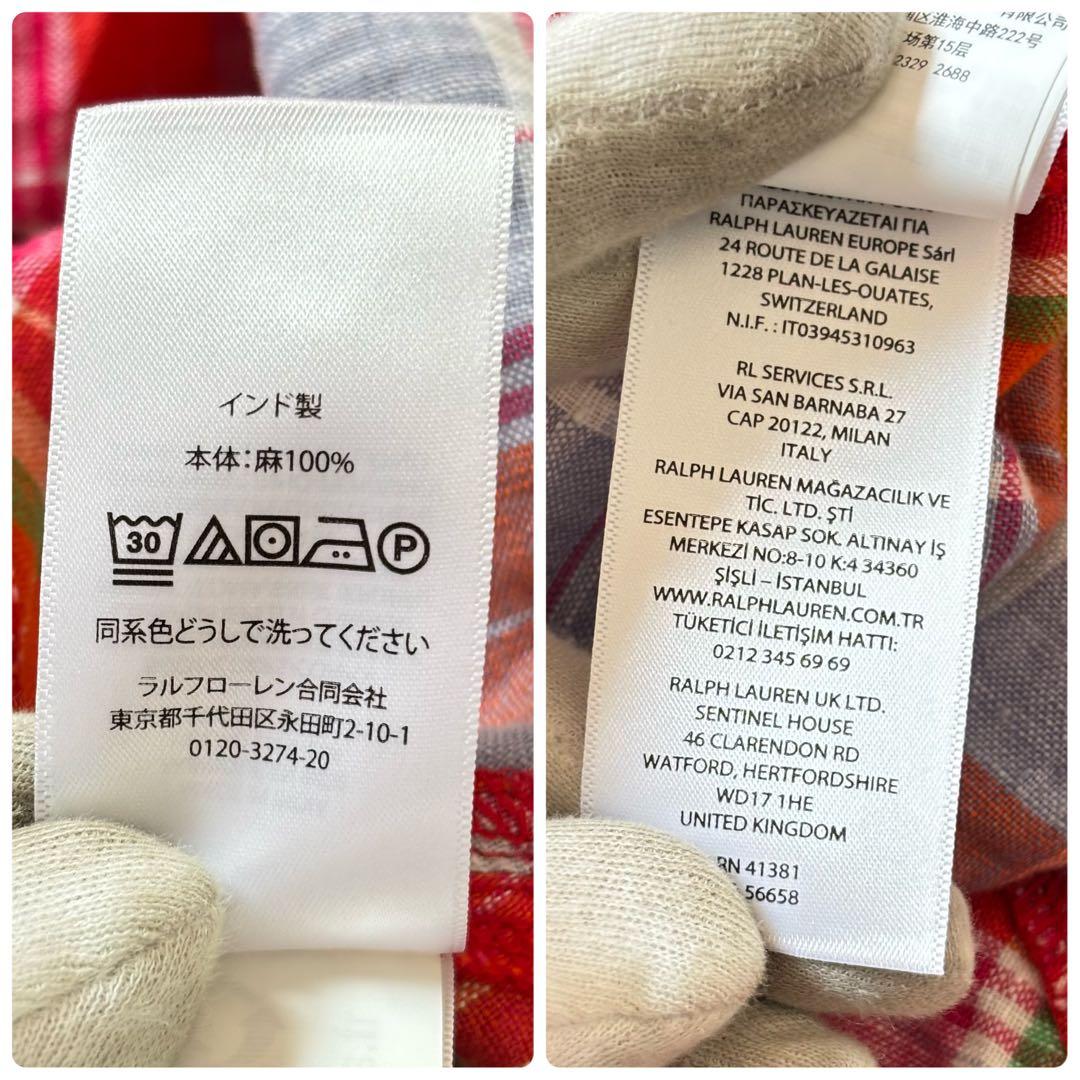 インド製
本体：麻100%
30
P
同系色どうしで洗ってください
ラルフローレン合同会社
東京都千代田区永田町2-10-1
0120-3274-20
有限公司
区淮海中路222号
场第15层
2329 2688
ΠΑΡΑΣΚΕΥΑΖΕΤΑΙ ΓΙΑ
RALPH LAUREN EUROPE Sárl
24 ROUTE DE LA GALAISE
1228 PLAN-LES-OUATES,
SWITZERLAND
N.I.F. : IT03945310963
RL SERVICES S.R.L.
VIA SAN BARNABA 27
CAP 20122, MILAN
ITALY
RALPH LAUREN MAĞAZACILIK VE
TİC. LTD. ŞTİ
ESENTEPE KASAP SOK. ALTINAY İŞ
MERKEZİ NO:8-10 K:4 34360
ŞİŞLİ – İSTANBUL
WWW.RALPHLAUREN.COM.TR
TÜKETİCİ İLETİŞİM HATTI:
0212 345 69 69
RALPH LAUREN UK LTD.
SENTINEL HOUSE
46 CLARENDON RD
WATFORD, HERTFORDSHIRE
WD17 1HE
UNITED KINGDOM
RN 41381
56658